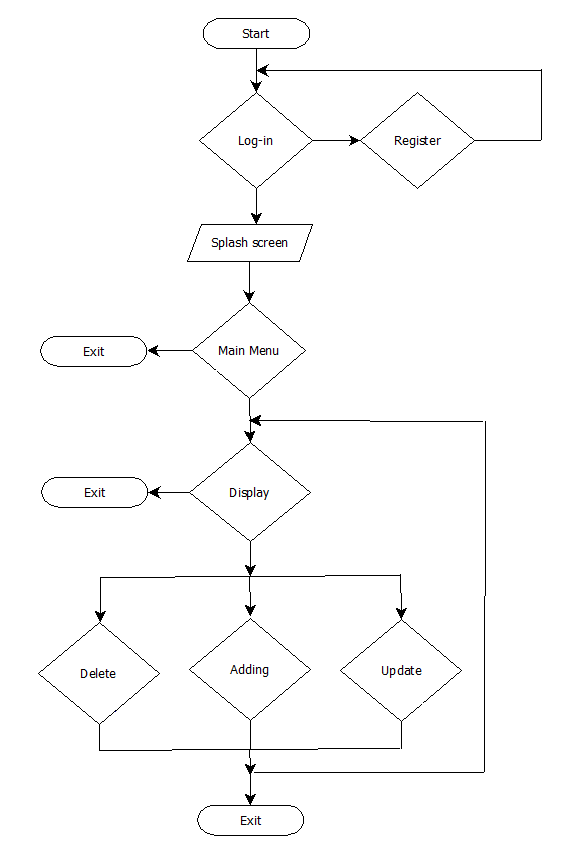 Start
Log-in
Register
Splash screen
Exit
Main Menu
Exit
Display
Delete
Adding
Update
Exit